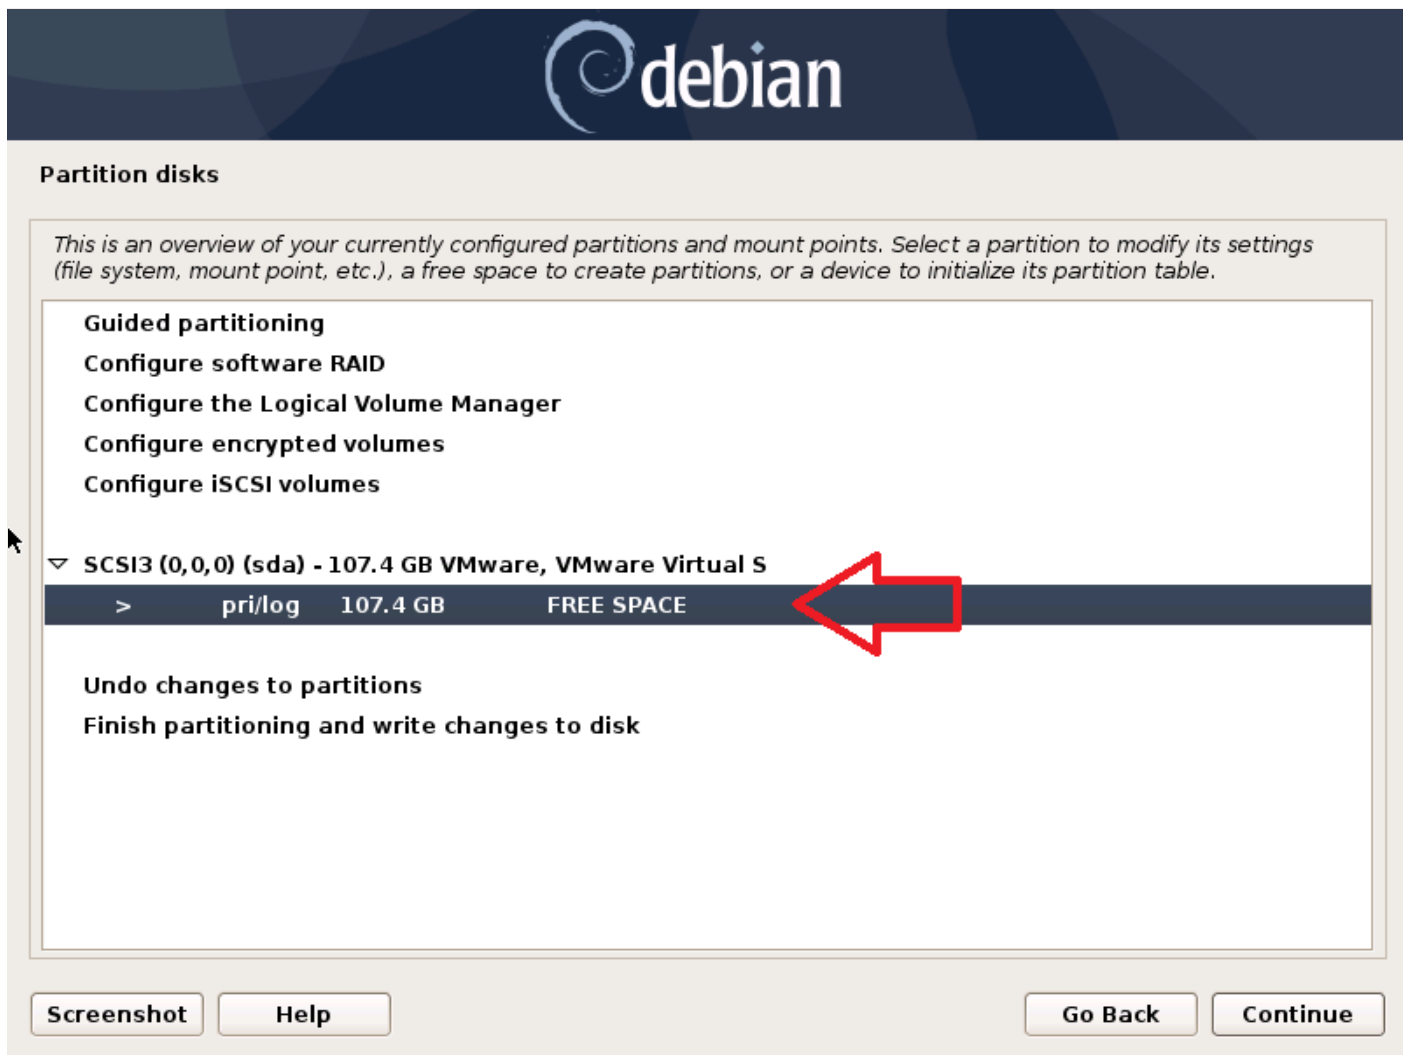 debian
Partition disks
This is an overview of your currently configured partitions and mount points. Select a partition to modify its settings
(file system, mount point, etc.), a free space to create partitions, or a device to initialize its partition table.
Guided partitioning
Configure software RAID
Configure the Logical Volume Manager
Configure encrypted volumes
Configure iSCSI volumes
SCSI3 (0,0,0) (sda) - 107.4 GB VMware, VMware Virtual S
> pri/log 107.4 GB FREE SPACE
Undo changes to partitions
Finish partitioning and write changes to disk
Screenshot Help Go Back Continue